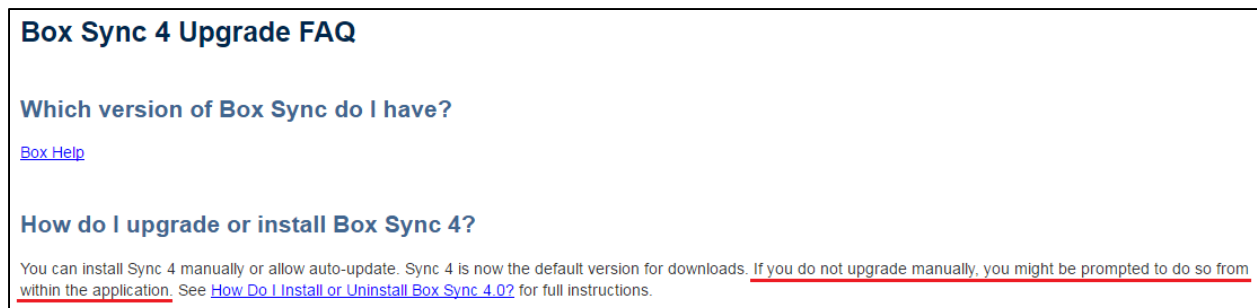 Box Sync 4 Upgrade FAQ
Which version of Box Sync do I have?
Box Help
How do I upgrade or install Box Sync 4?
You can install Sync 4 manually or allow auto-update. Sync 4 is now the default version for downloads. If you do not upgrade manually, you might be prompted to do so from
within the application. See How Do I Install or Uninstall Box Sync 4.0? for full instructions.